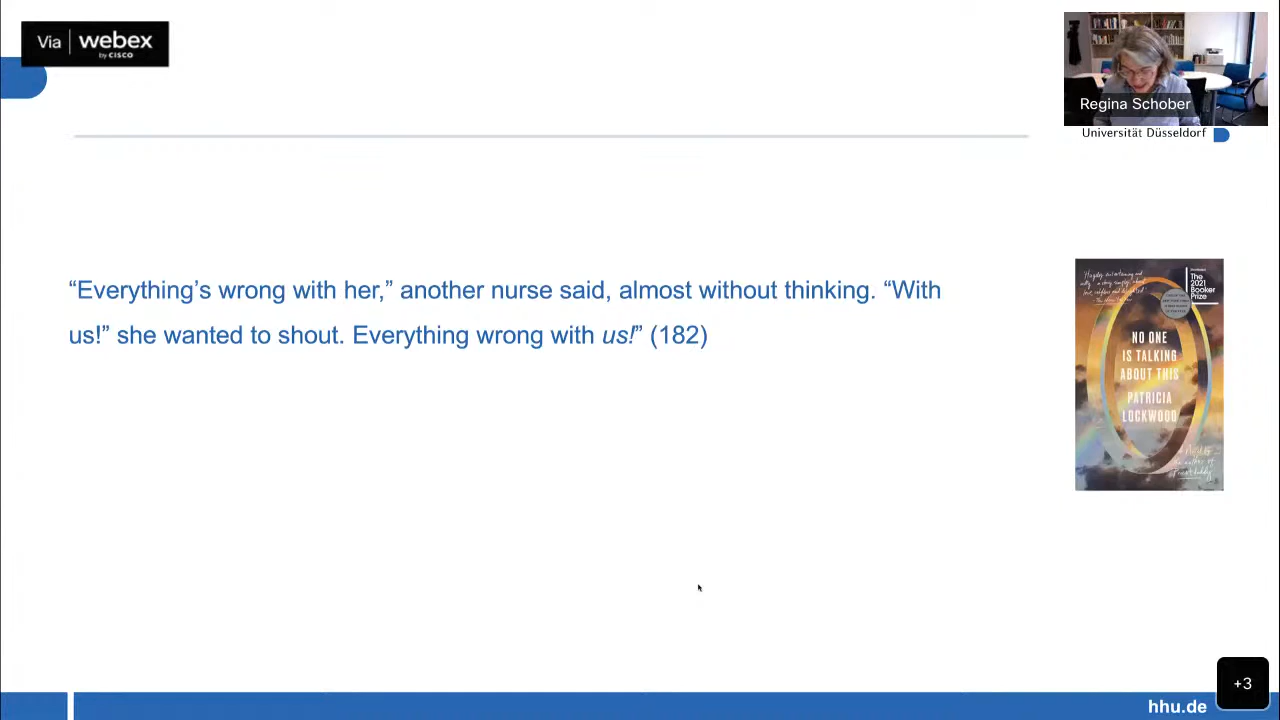 Via webex
by CISCO
Regina Schober
Universität Düsseldorf
“Everything’s wrong with her,” another nurse said, almost without thinking. “With
us!” she wanted to shout. Everything wrong with us!” (182)
The
2021
Booker
Prize
NO ONE
IS TALKING
ABOUT THIS
PATRICIA
LOCKWOOD
+3
hhu.de